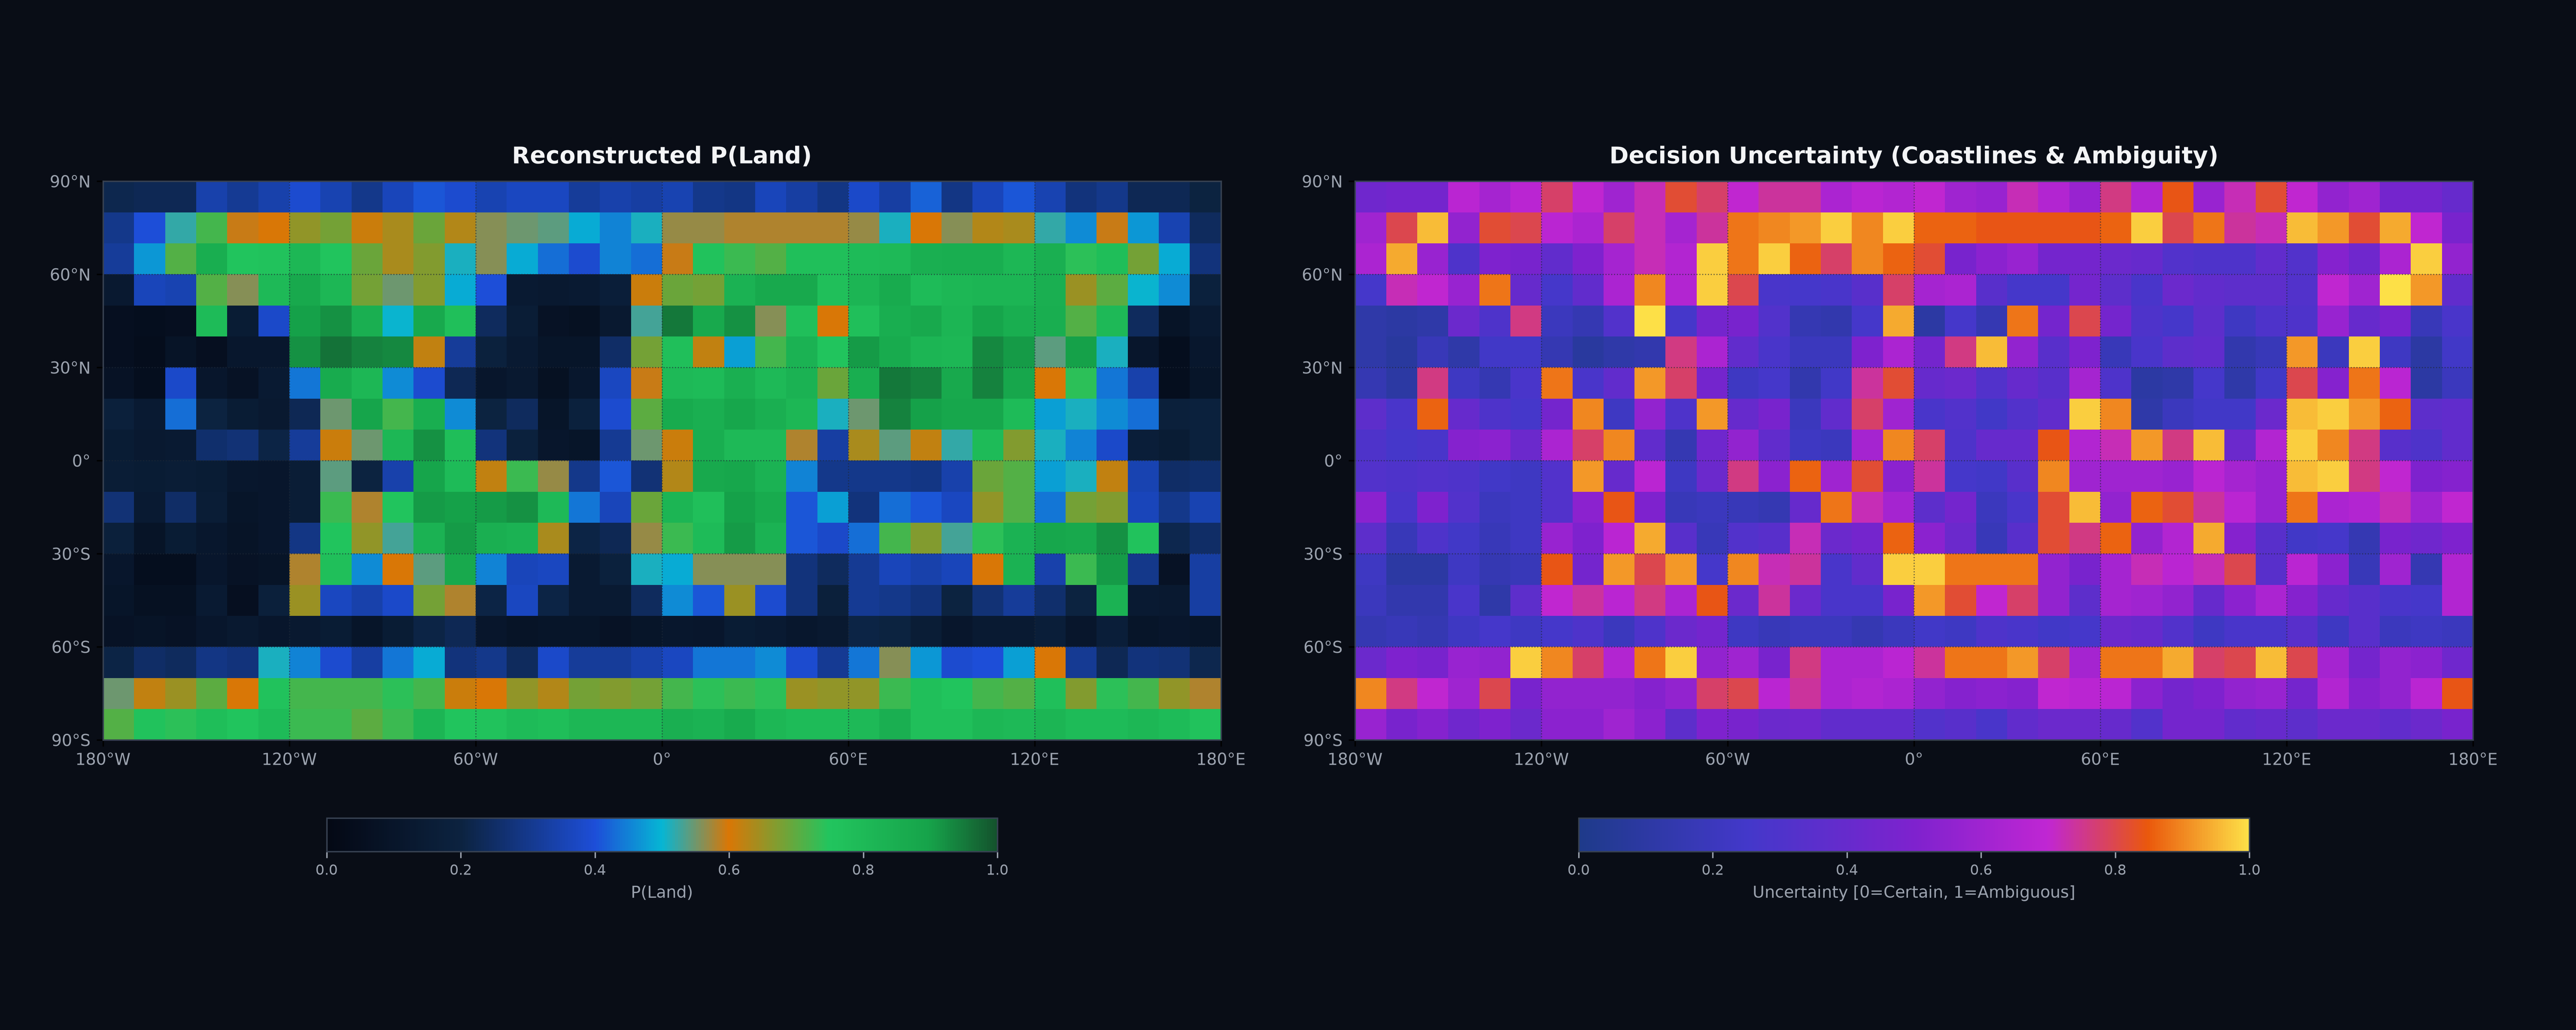 Reconstructed P(Land)
90°N
60°N
30°N
0°
30°S
60°S
90°S
180°W 120°W 60°W 0° 60°E 120°E 180°E
0.0 0.2 0.4 0.6 0.8 1.0
P(Land)
Decision Uncertainty (Coastlines & Ambiguity)
90°N
60°N
30°N
0°
30°S
60°S
90°S
180°W 120°W 60°W 0° 60°E 120°E 180°E
0.0 0.2 0.4 0.6 0.8 1.0
Uncertainty [0=Certain, 1=Ambiguous]